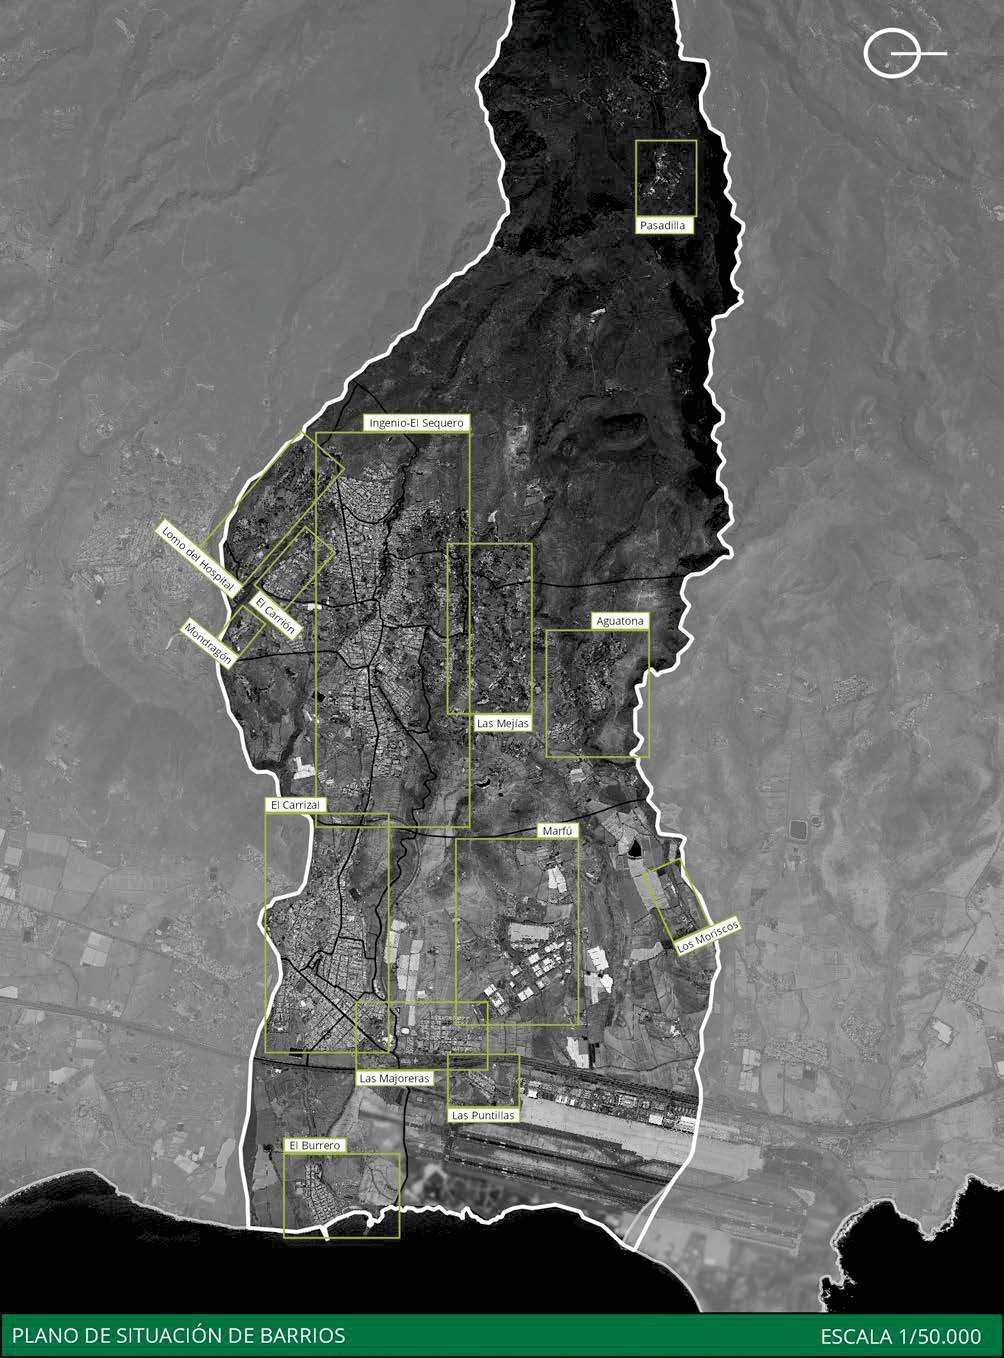 Pasadilla
Ingenio-El Sequero
Lomo del Hospital
El Carrión
Mondragón
Aguatona
Las Mejías
El Carrizal
Marfú
Los Moriscos
Las Majoreras
Las Puntillas
El Burrero
PLANO DE SITUACIÓN DE BARRIOS
ESCALA 1/50.000